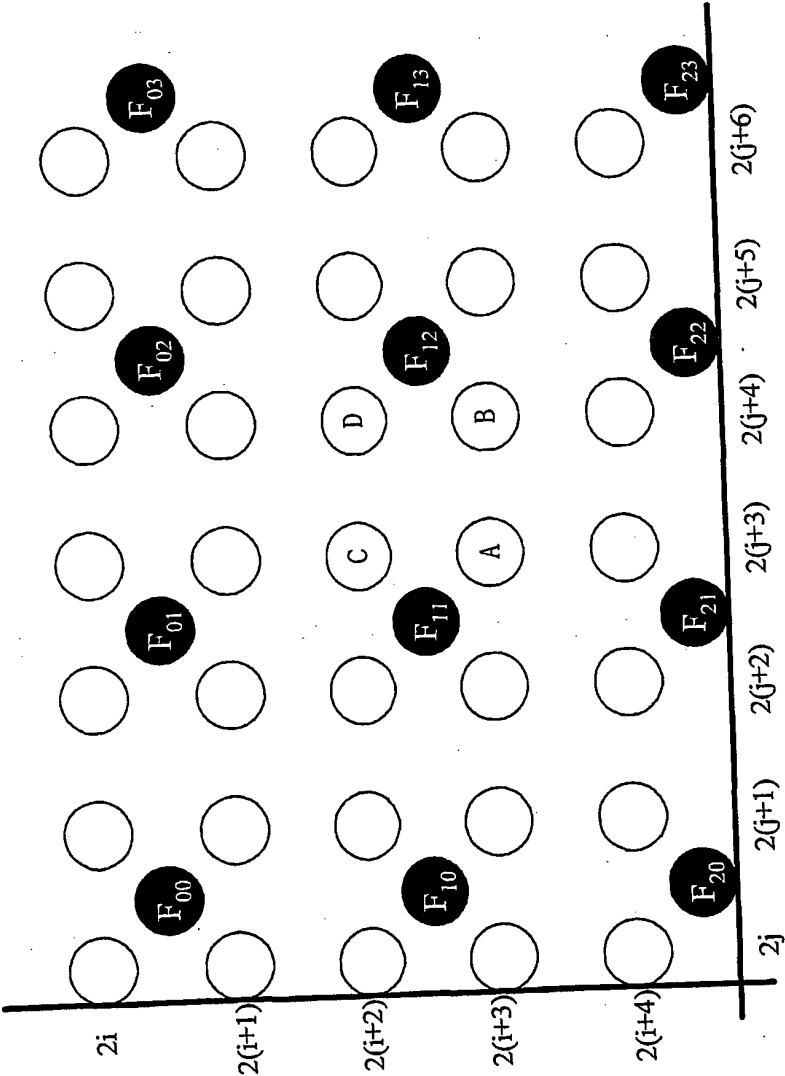 2i
F00 F01 F02 F03
2(i+1)
2(i+2) C D
F10 F11 F12 F13
2(i+3) A B
2(i+4)
F20 F21 F22 F23
2j 2(j+1) 2(j+2) 2(j+3) 2(j+4) 2(j+5) 2(j+6)